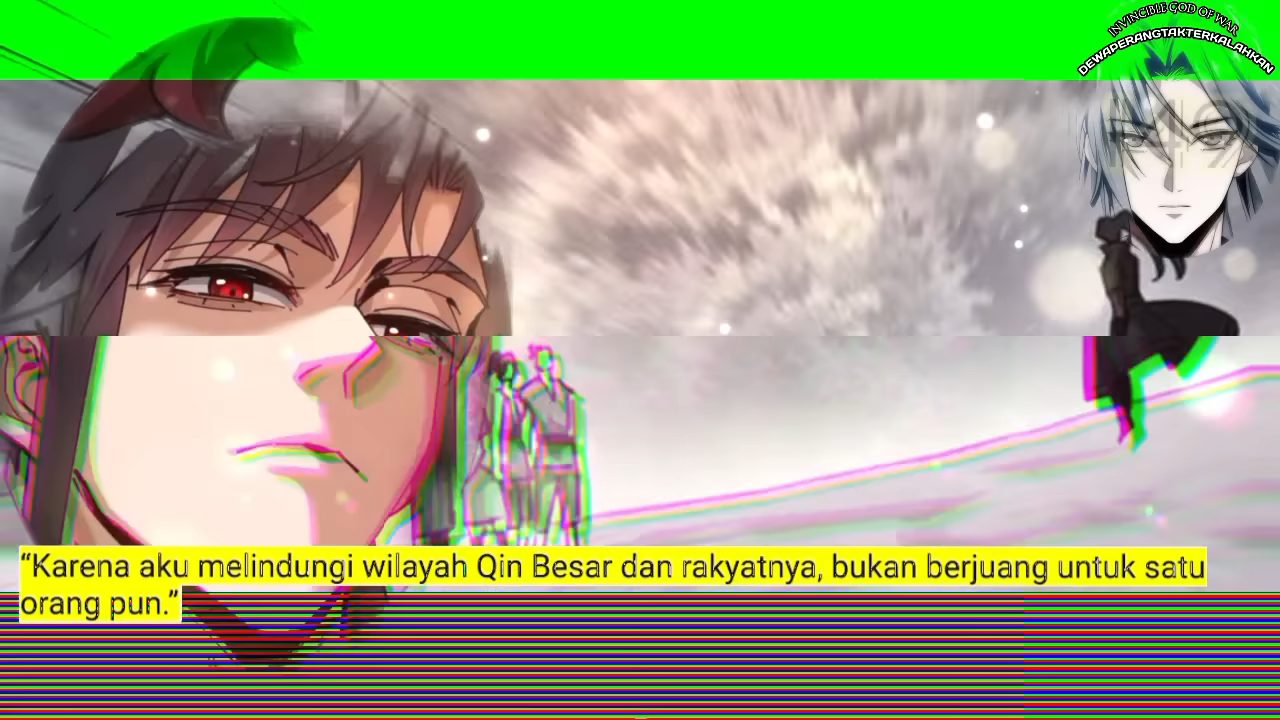 INVINCIBLE GOD OF WAR
DEWAPERANGTAKTERKALAHKAN
“Karena aku melindungi wilayah Qin Besar dan rakyatnya, bukan berjuang untuk satu
orang pun.”